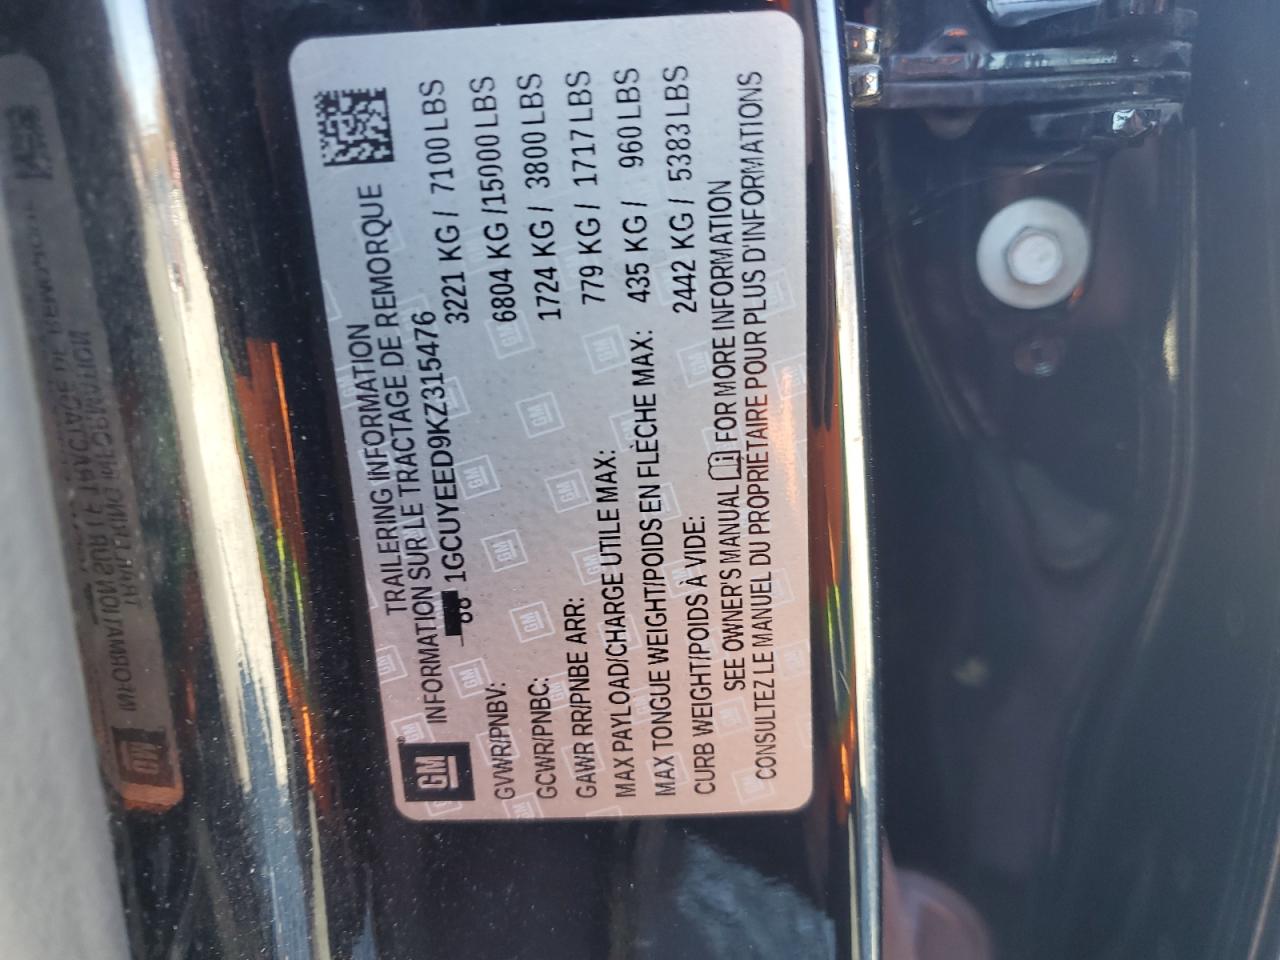 GM
TRAILERING INFORMATION
INFORMATION SUR LE TRACTAGE DE REMORQUE
1GCUYEED9KZ315476
GVWR/PNBV: 3221 KG / 7100 LBS
GCWR/PNBC: 6804 KG /15000 LBS
GAWR RR/PNBE ARR: 1724 KG / 3800 LBS
MAX PAYLOAD/CHARGE UTILE MAX: 779 KG / 1717 LBS
MAX TONGUE WEIGHT/POIDS EN FLÈCHE MAX: 435 KG / 960 LBS
CURB WEIGHT/POIDS À VIDE: 2442 KG / 5383 LBS
SEE OWNER'S MANUAL FOR MORE INFORMATION
CONSULTEZ LE MANUEL DU PROPRIÉTAIRE POUR PLUS D'INFORMATIONS